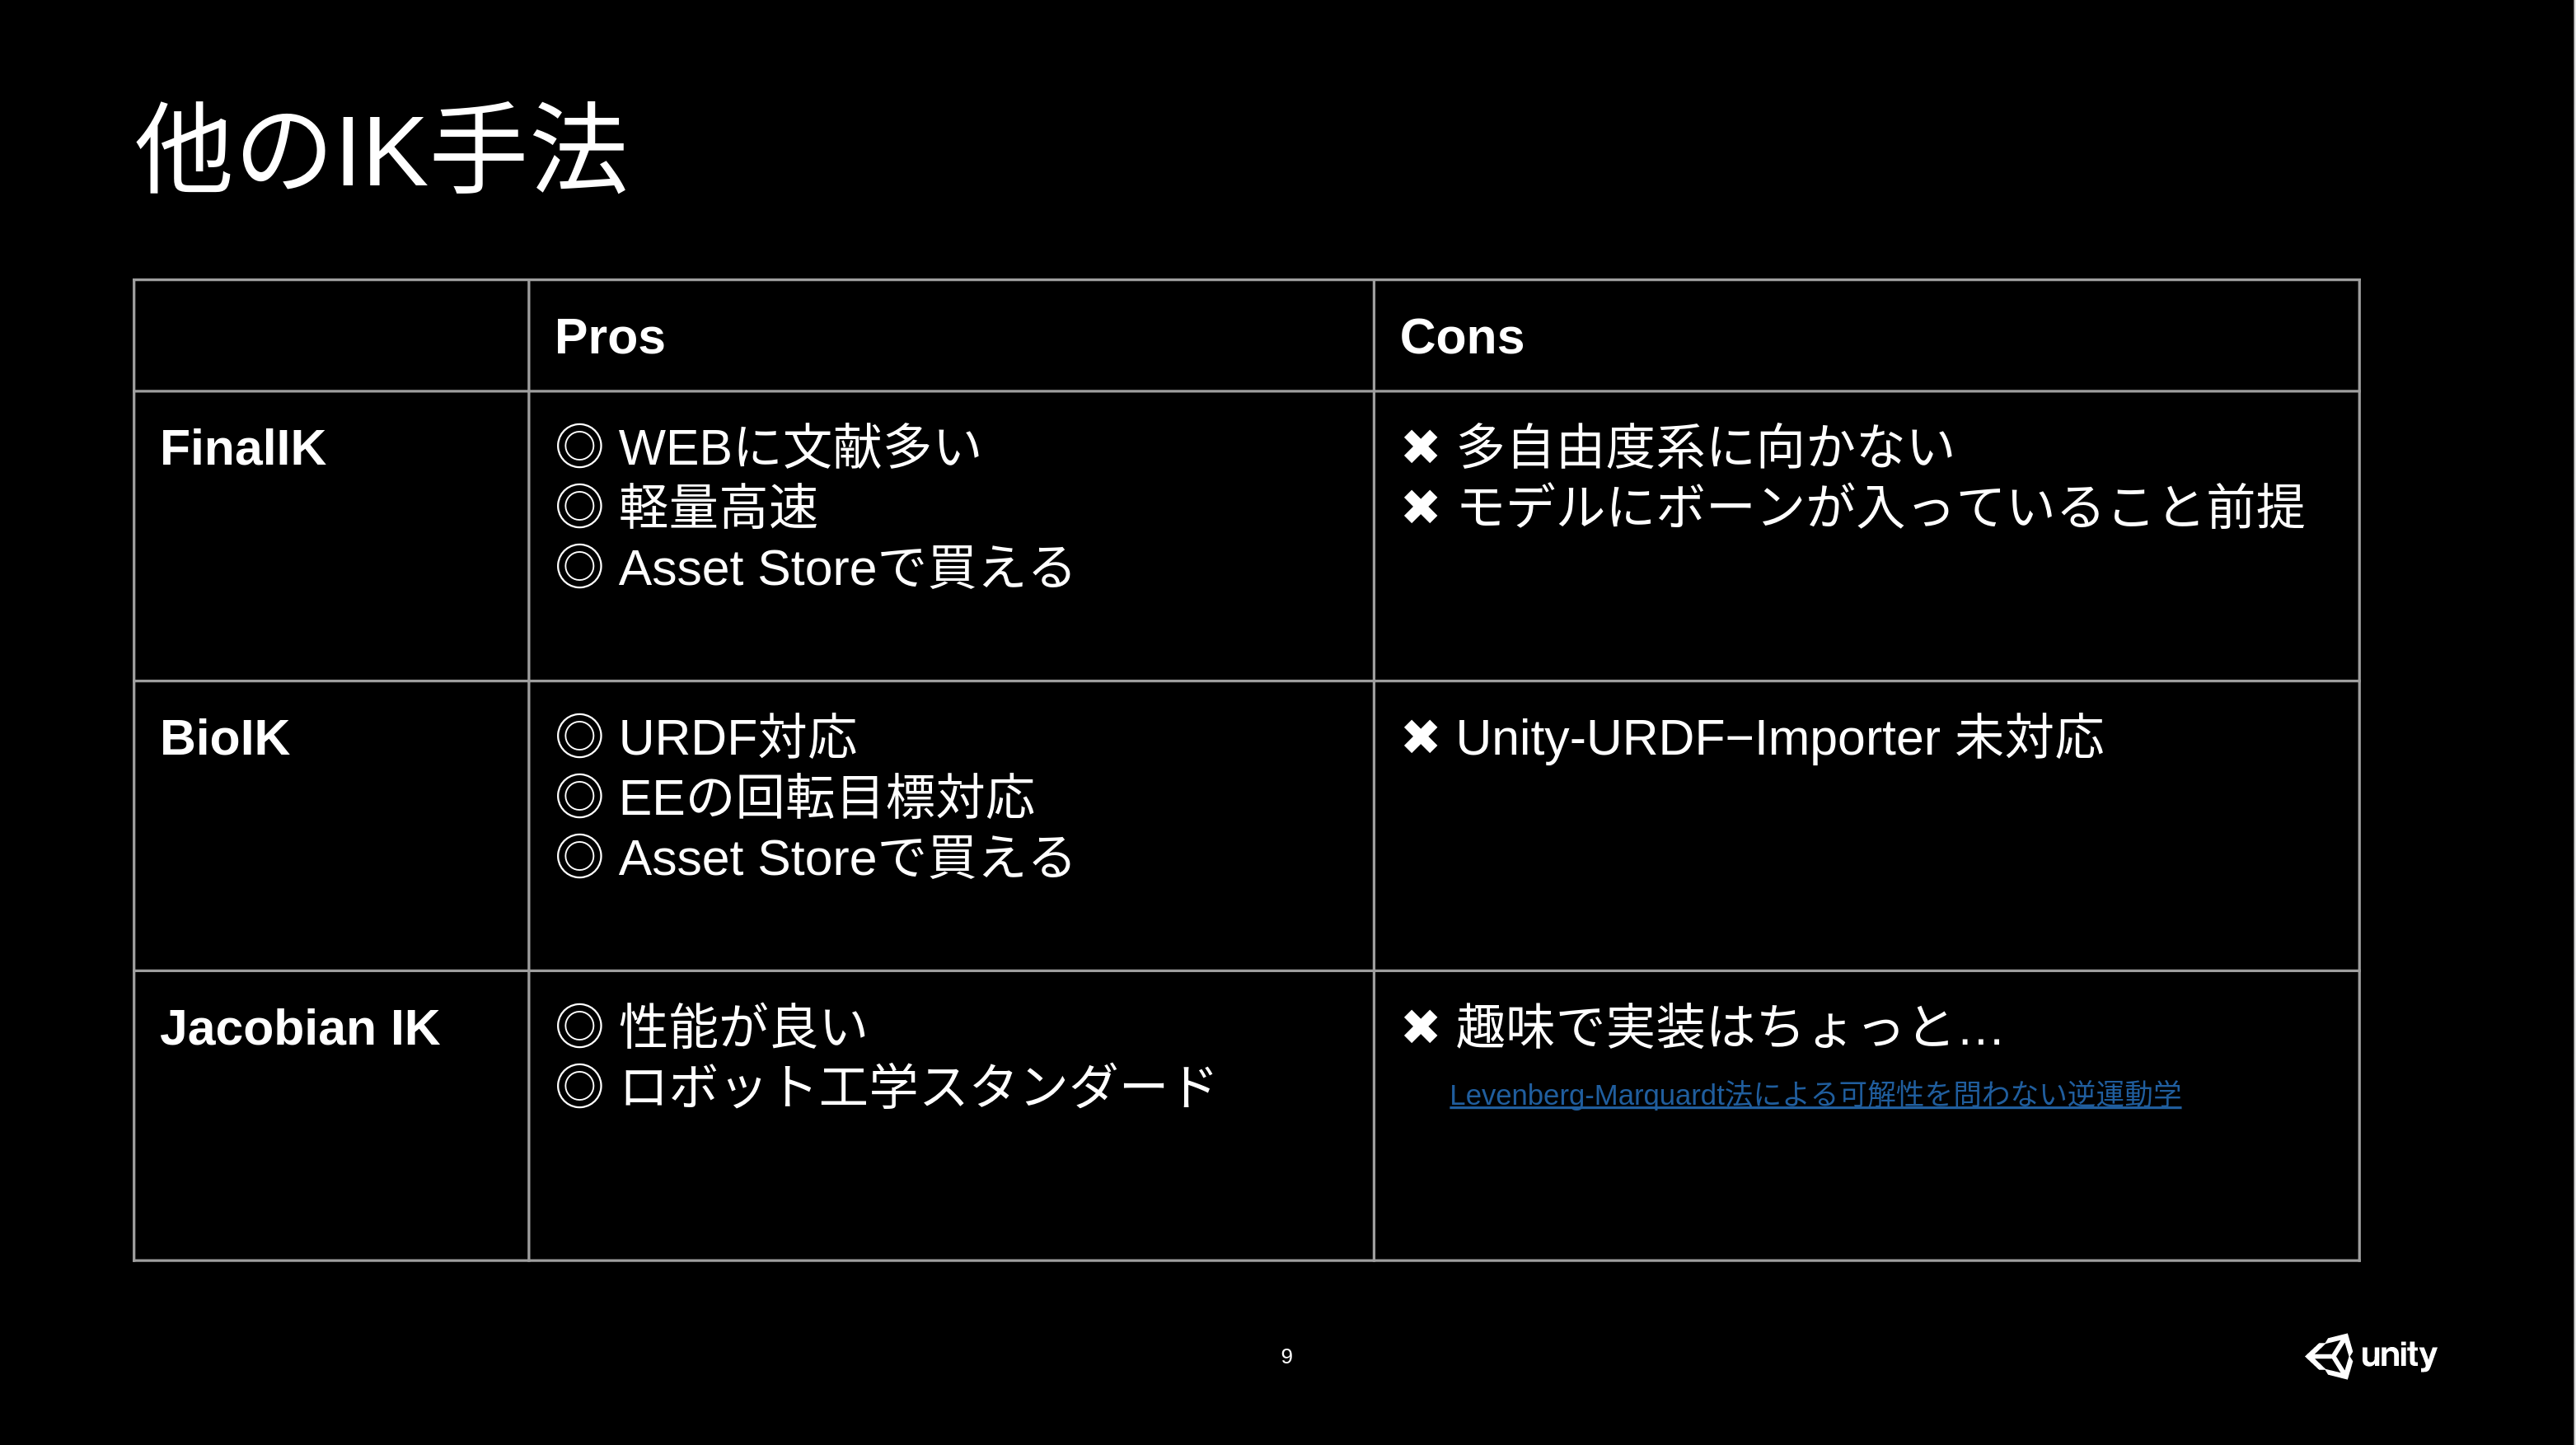 他のIK手法
Pros
Cons
FinalIK
◎ WEBに文献多い
◎ 軽量高速
◎ Asset Storeで買える
✖ 多自由度系に向かない
✖ モデルにボーンが入っていること前提
BioIK
◎ URDF対応
◎ EEの回転目標対応
◎ Asset Storeで買える
✖ Unity-URDF−Importer 未対応
Jacobian IK
◎ 性能が良い
◎ ロボット工学スタンダード
✖ 趣味で実装はちょっと…
Levenberg-Marquardt法による可解性を問わない逆運動学
9
unity